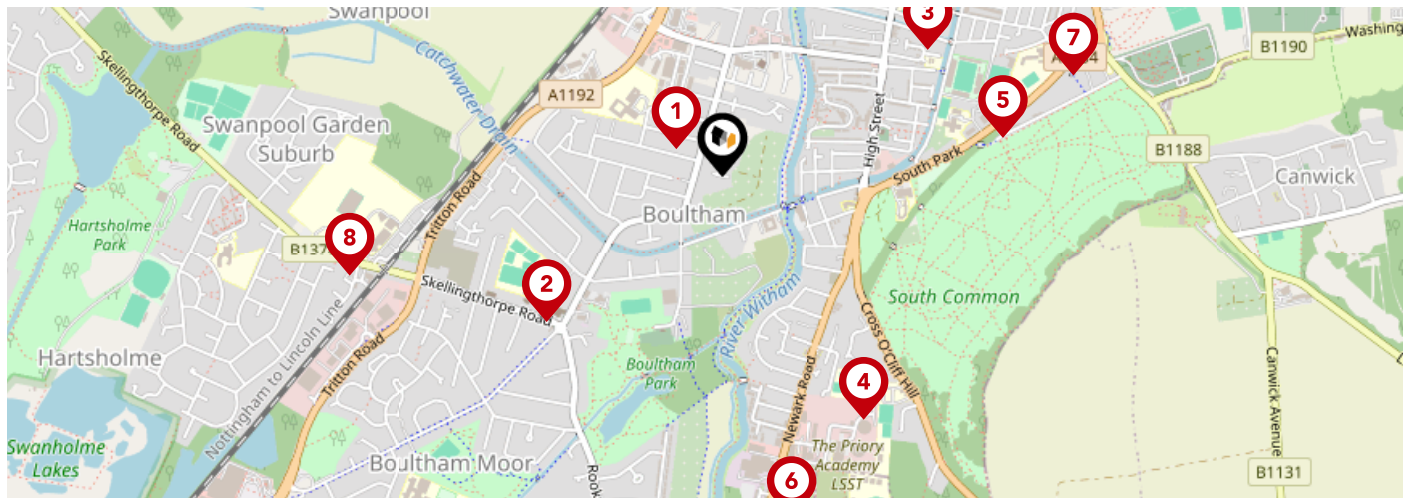 Swanpool
3
7
A1
4
B1190
Washing
Catchwater Drain
Skellingthorpe Road
A1192
1
5
High Street
Swanpool Garden
Suburb
South Park
B1188
Canwick
Tritton Road
Boultham
Hartsholme
Park
B137
8
2
Skellingthorpe Road
River Witham
South Common
Cross O'Cliff Hill
Nottingham to Lincoln Line
Tritton Road
Hartsholme
Boultham
Park
4
Newark Road
Canwick Avenue
Swanholme
Lakes
Boultham Moor
Rook
The Priory
Academy
LSST
6
B1131